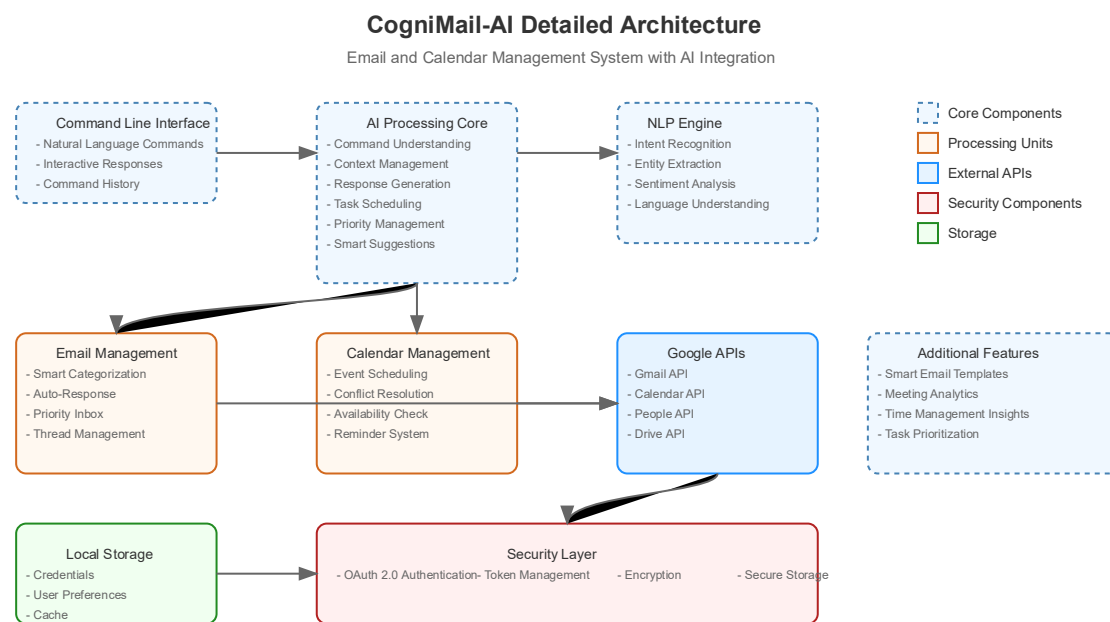 CogniMail-AI Detailed Architecture
Email and Calendar Management System with AI Integration
Command Line Interface
- Natural Language Commands
- Interactive Responses
- Command History
AI Processing Core
- Command Understanding
- Context Management
- Response Generation
- Task Scheduling
- Priority Management
- Smart Suggestions
NLP Engine
- Intent Recognition
- Entity Extraction
- Sentiment Analysis
- Language Understanding
Core Components
Processing Units
External APIs
Security Components
Storage
Email Management
- Smart Categorization
- Auto-Response
- Priority Inbox
- Thread Management
Calendar Management
- Event Scheduling
- Conflict Resolution
- Availability Check
- Reminder System
Google APIs
- Gmail API
- Calendar API
- People API
- Drive API
Additional Features
- Smart Email Templates
- Meeting Analytics
- Time Management Insights
- Task Prioritization
Local Storage
- Credentials
- User Preferences
- Cache
Security Layer
- OAuth 2.0 Authentication- Token Management - Encryption - Secure Storage